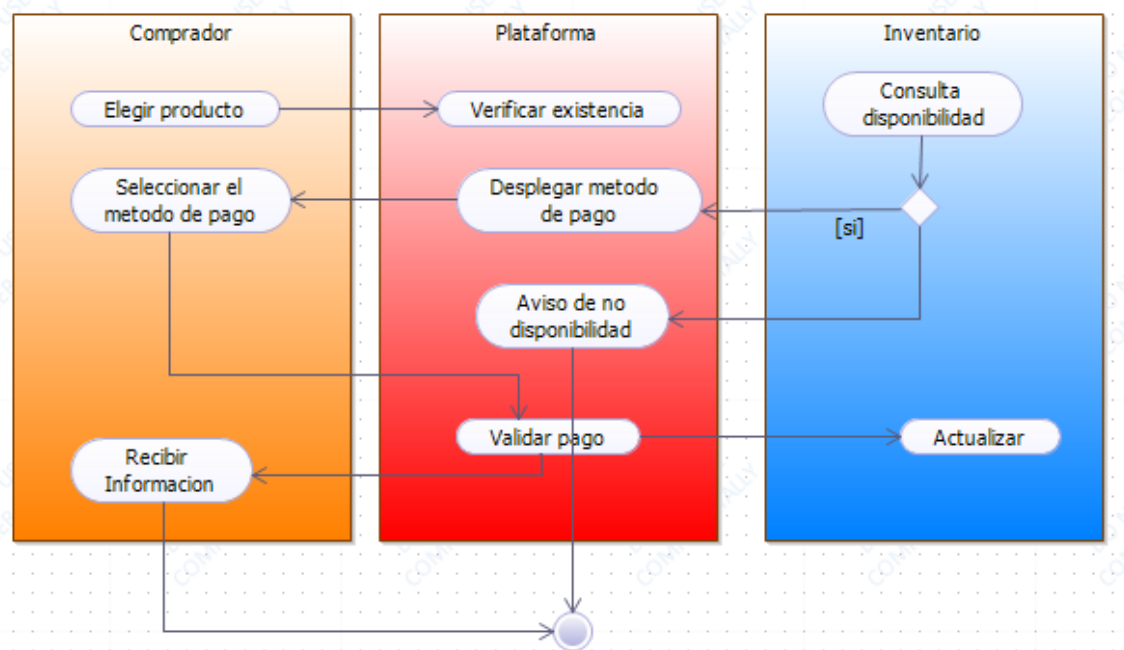 Comprador
Plataforma
Inventario
Elegir producto
Verificar existencia
Consulta
disponibilidad
Seleccionar el
metodo de pago
Desplegar metodo
de pago
[si]
Aviso de no
disponibilidad
Validar pago
Actualizar
Recibir
Informacion